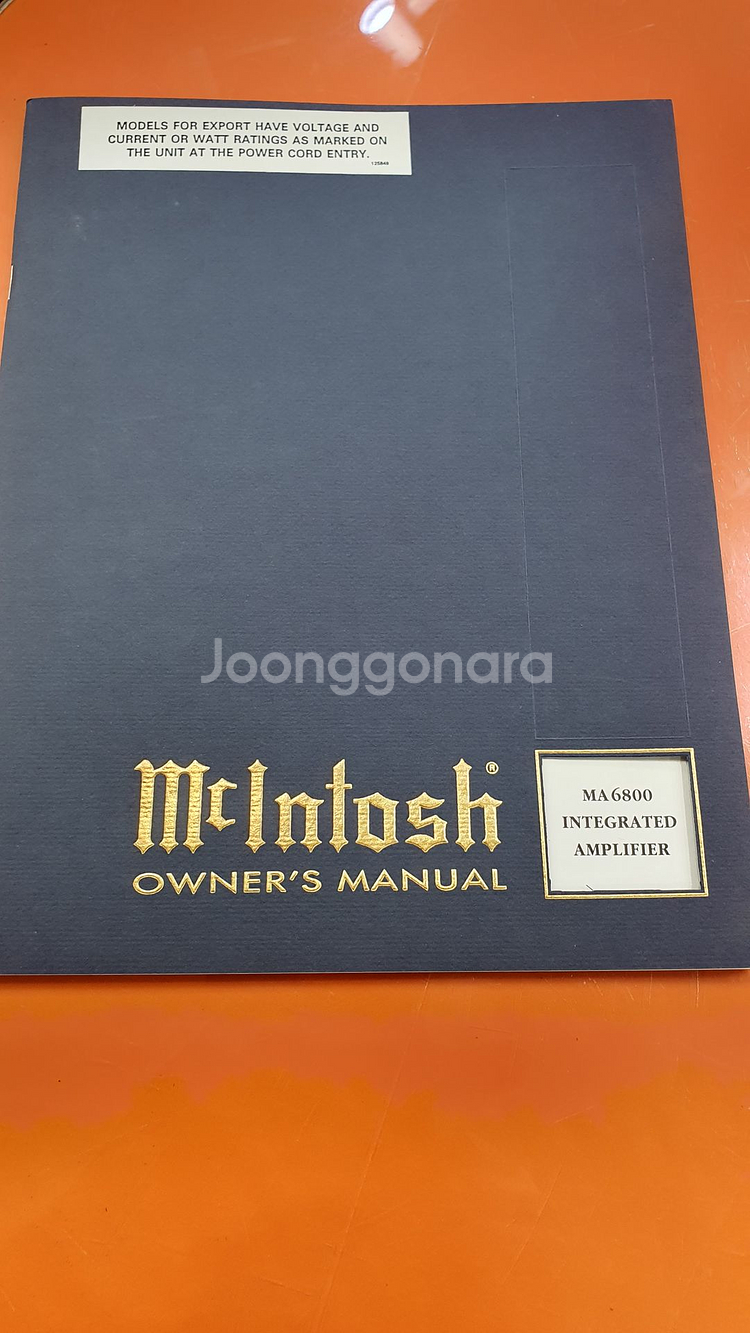 MODELS FOR EXPORT HAVE VOLTAGE AND
CURRENT OR WATT RATINGS AS MARKED ON
THE UNIT AT THE POWER CORD ENTRY.
Joonggonara
McIntosh®
OWNER'S MANUAL
MA6800
INTEGRATED
AMPLIFIER